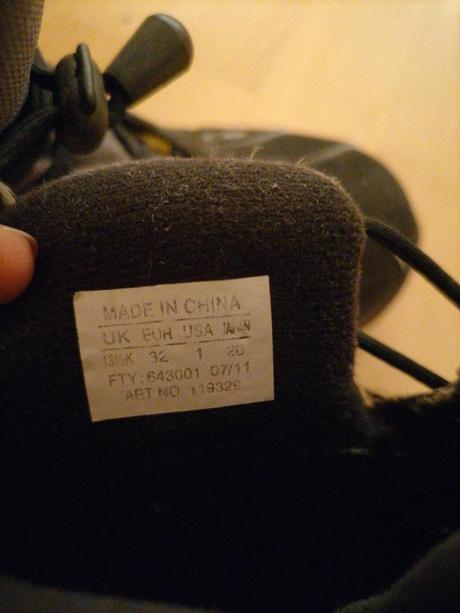 MADE IN CHINA
UK EUR USA JAPAN
13½K 32 1 20
FTY:643001 07/11
ART NO. 119329